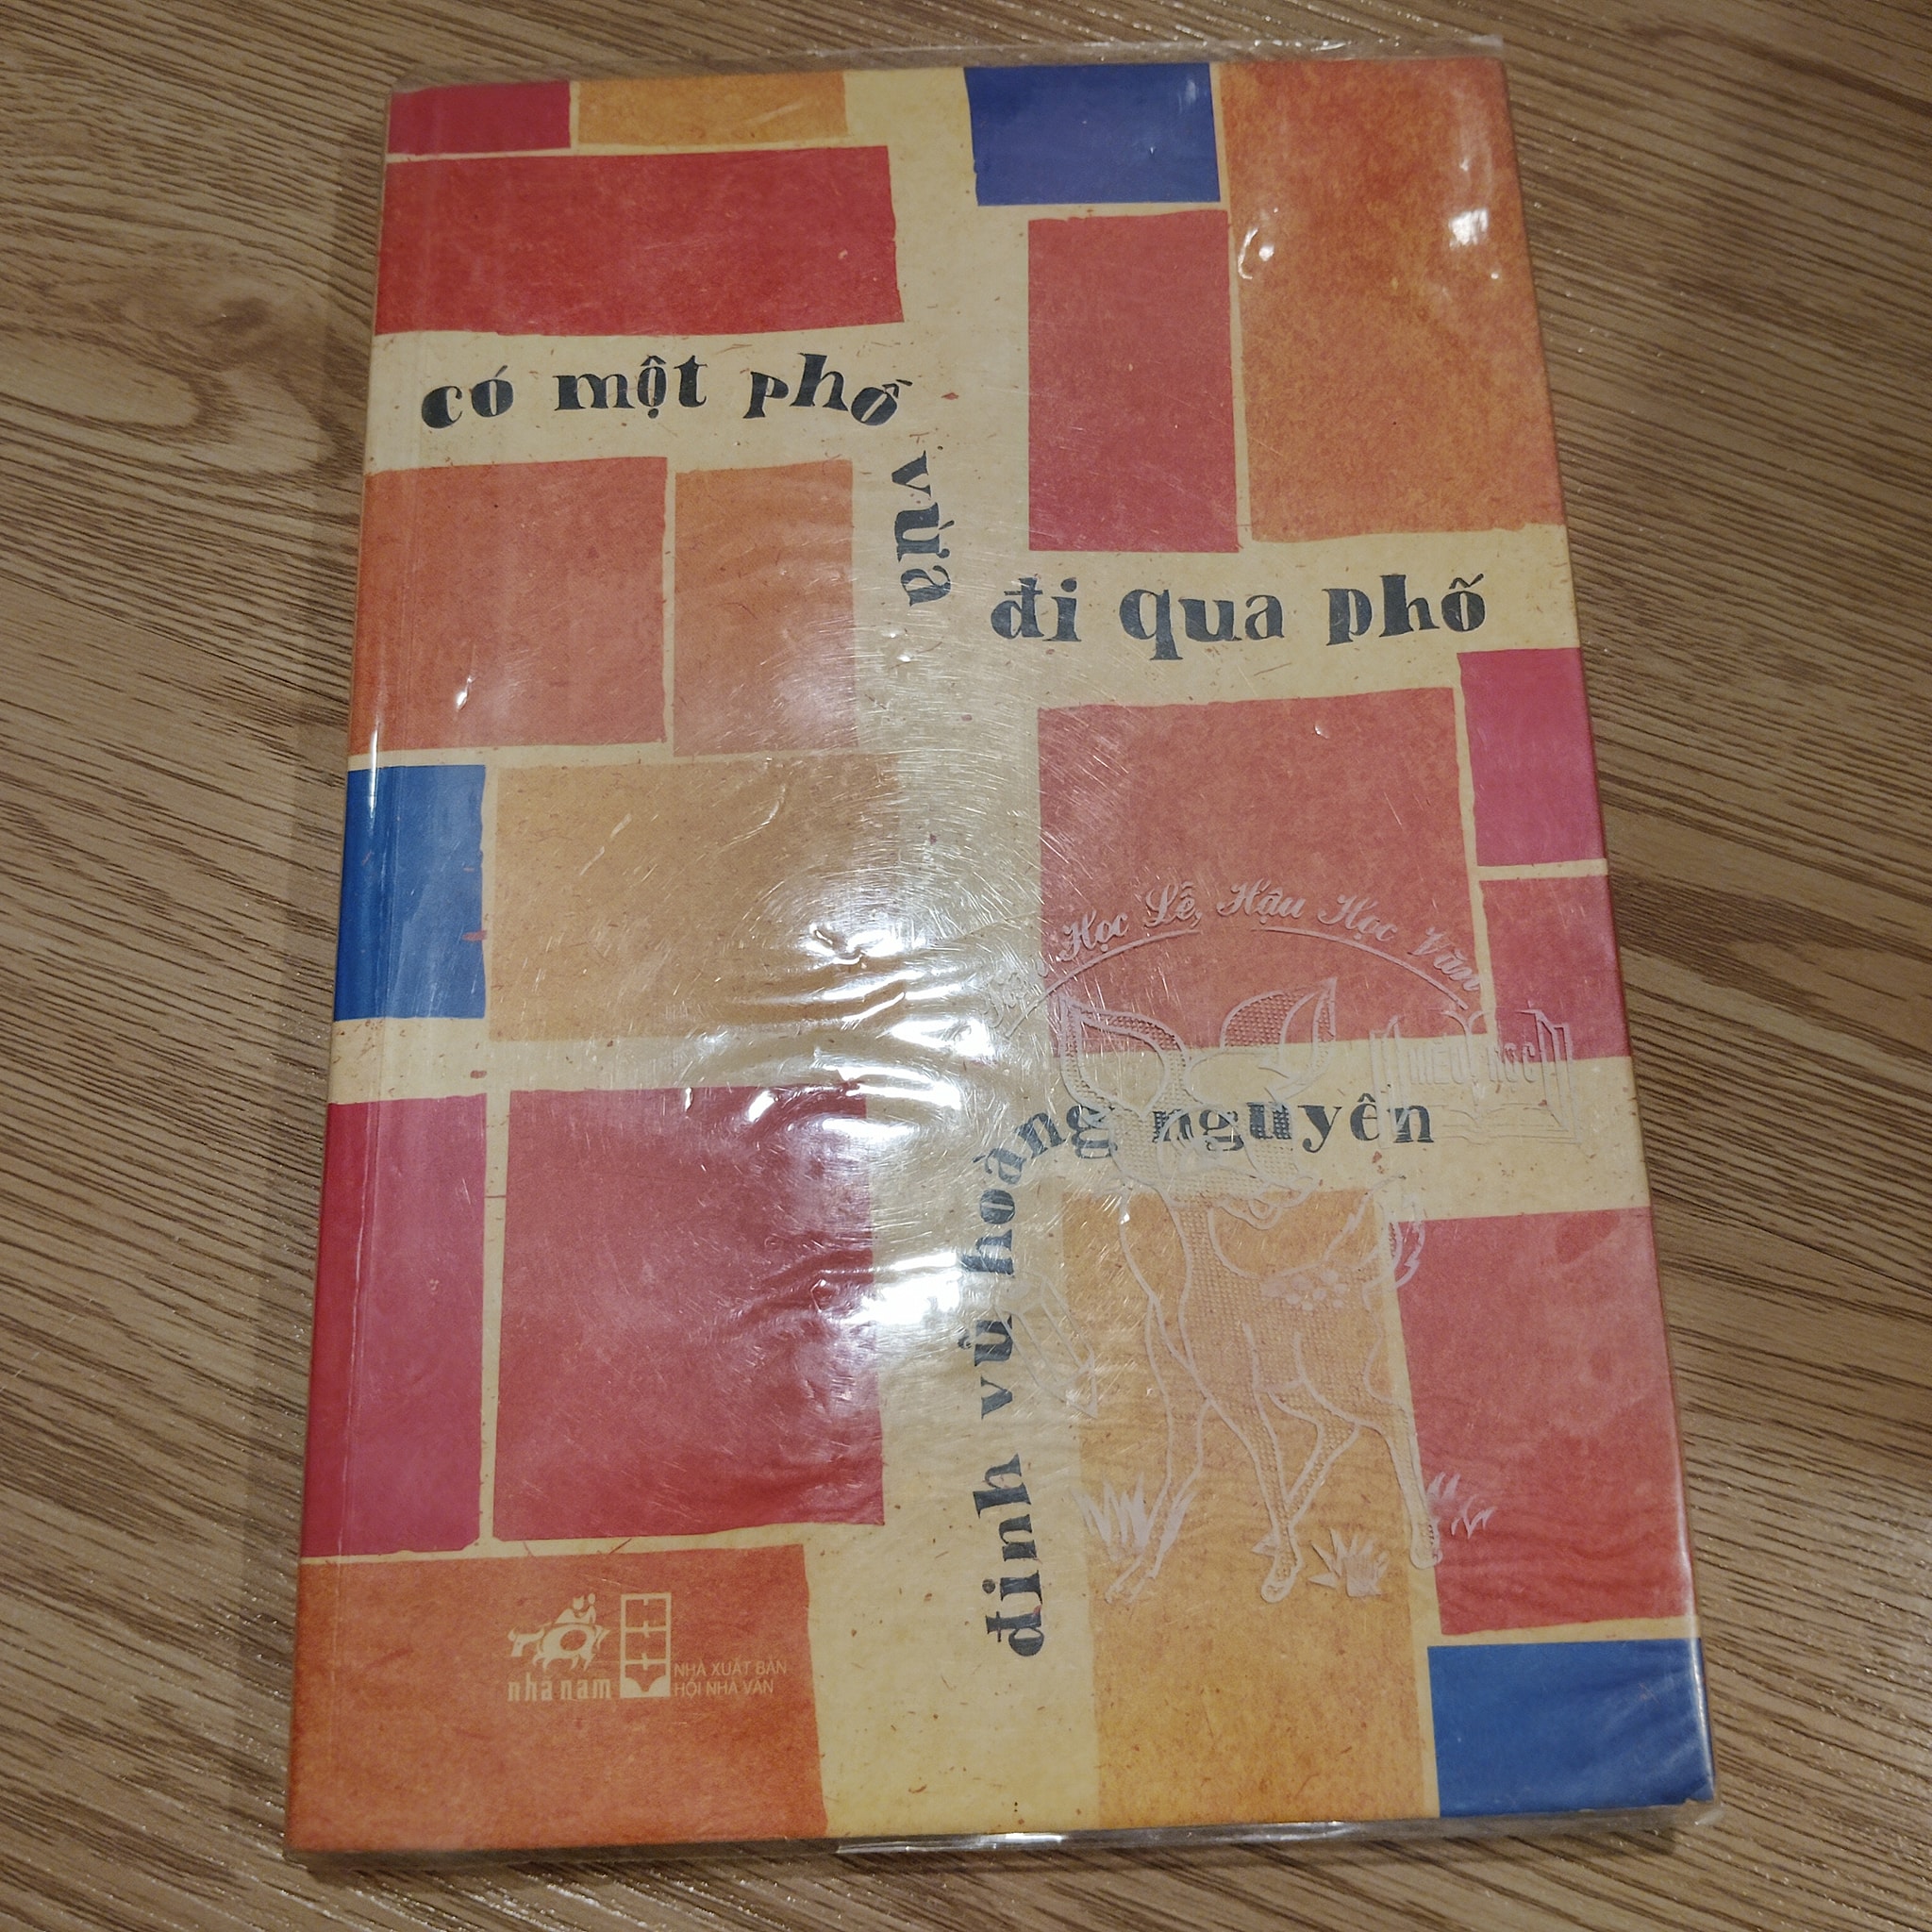 có một phố
vừa
đi qua phố
Học Lễ, Hậu Học Văn
đinh vũ hoàng nguyên
nhã nam
NHÀ XUẤT BẢN
HỘI NHÀ VĂN